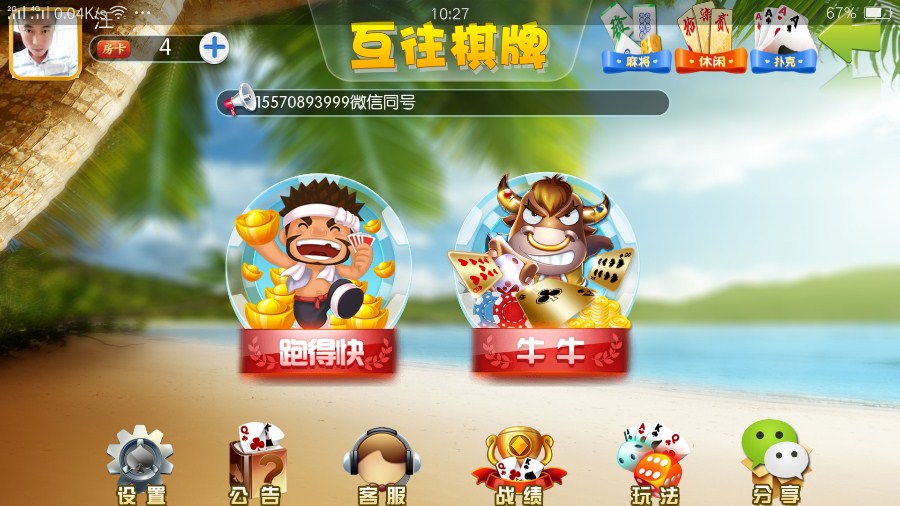 2G 4G 0.04K/s ... 10:27 67%
房卡 4
互往棋牌
麻将 休闲 扑克
15570893999微信同号
跑得快 牛牛
设置 公告 客服 战绩 玩法 分享